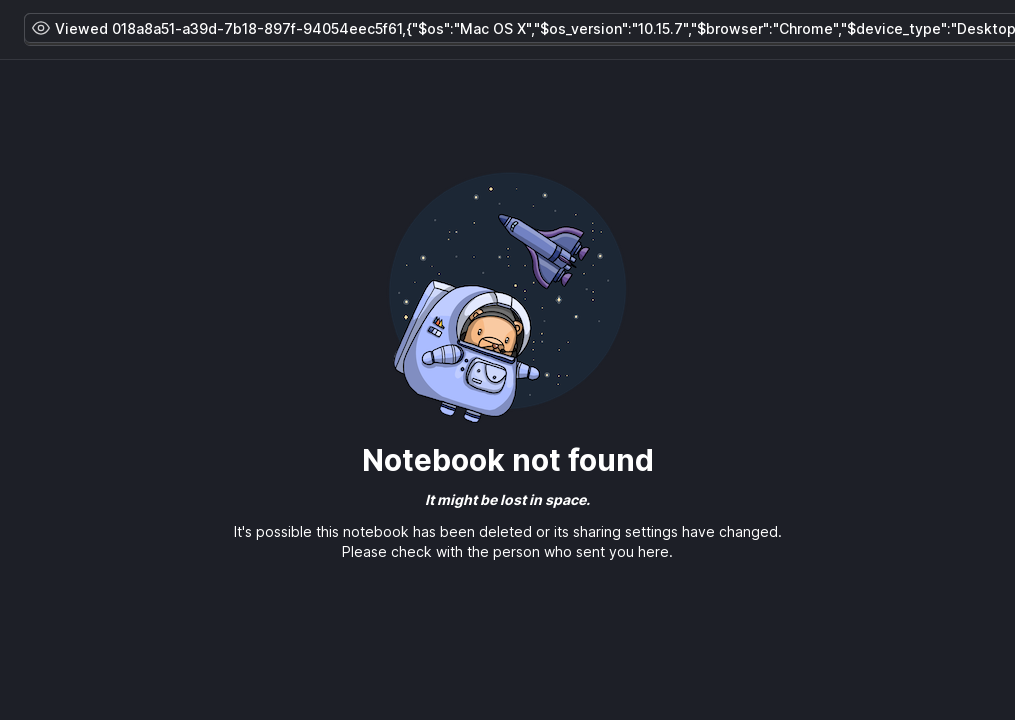 Viewed 018a8a51-a39d-7b18-897f-94054eec5f61,{"$os":"Mac OS X","$os_version":"10.15.7","$browser":"Chrome","$device_type":"Desktop
Notebook not found
It might be lost in space.
It's possible this notebook has been deleted or its sharing settings have changed.
Please check with the person who sent you here.